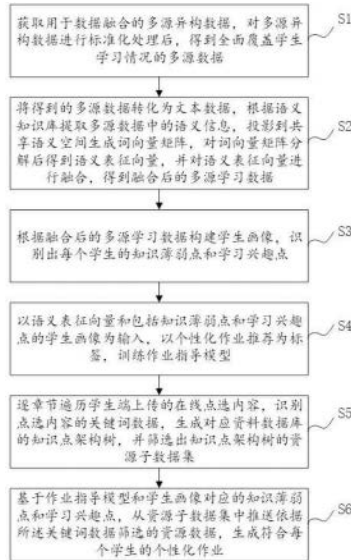 获取用于数据融合的多源异构数据，对多源异
构数据进行标准化处理后，得到全面覆盖学生
学习情况的多源数据
S1
将得到的多源数据转化为文本数据，根据语义
知识库提取多源数据中的语义信息，投影到共
享语义空间生成词向量矩阵，对词向量矩阵分
解后得到语义表征向量，并对语义表征向量进
行融合，得到融合后的多源学习数据
S2
根据融合后的多源学习数据构建学生画像，识
别出每个学生的知识薄弱点和学习兴趣点
S3
以语义表征向量和包括知识薄弱点和学习兴趣
点的学生画像为输入，以个性化作业推荐为标
签，训练作业指导模型
S4
逐章节遍历学生端上传的在线点选内容，识别
点选内容的关键词数据，生成对应资料数据库
的知识点架构树，并筛选出知识点架构树的资
源子数据集
S5
基于作业指导模型和学生画像对应的知识薄弱
点和学习兴趣点，从资源子数据集中推送依据
所述关键词数据筛选的资源数据，生成符合每
个学生的个性化作业
S6